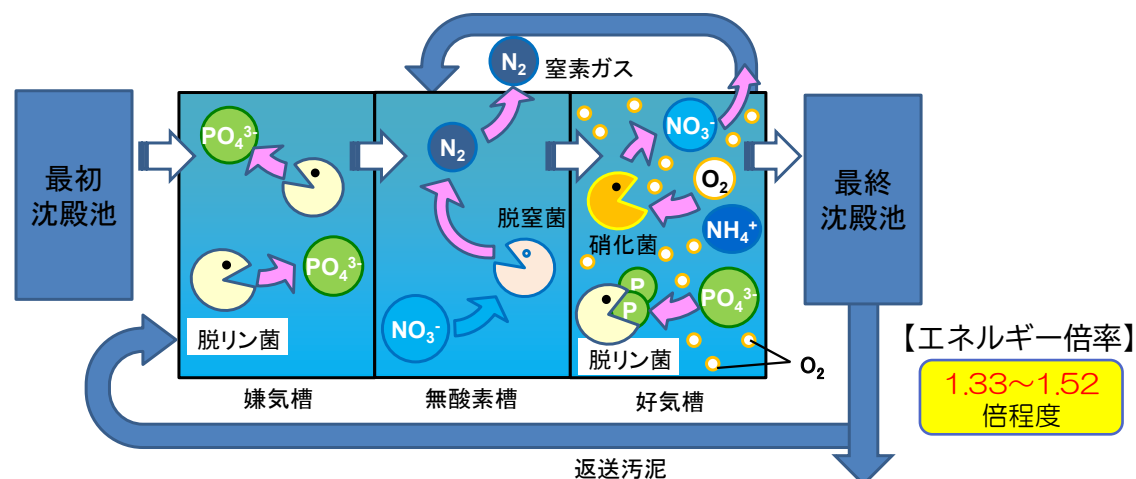 N₂
窒素ガス
最初
沈殿池
PO₄³⁻
PO₄³⁻
脱リン菌
嫌気槽
N₂
脱窒菌
NO₃⁻
無酸素槽
NO₃⁻
O₂
硝化菌
NH₄⁺
P
P
PO₄³⁻
脱リン菌
O₂
好気槽
最終
沈殿池
【エネルギー倍率】
1.33～1.52
倍程度
返送汚泥